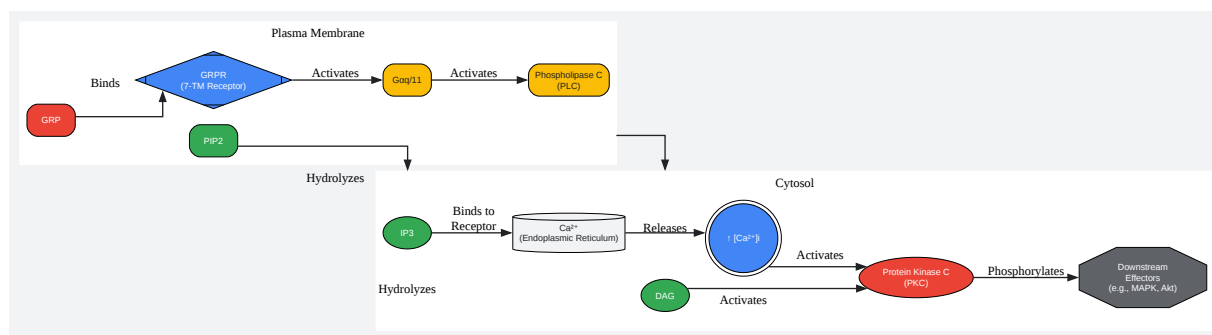 Plasma Membrane
Binds
GRPR
(7-TM Receptor)
Activates
Gαq/11
Activates
Phospholipase C
(PLC)
GRP
PIP2
Hydrolyzes
Cytosol
IP3
Binds to
Receptor
Ca²⁺
(Endoplasmic Reticulum)
Releases
↑ [Ca²⁺]i
Activates
Protein Kinase C
(PKC)
Phosphorylates
Downstream
Effectors
(e.g., MAPK, Akt)
Hydrolyzes
DAG
Activates